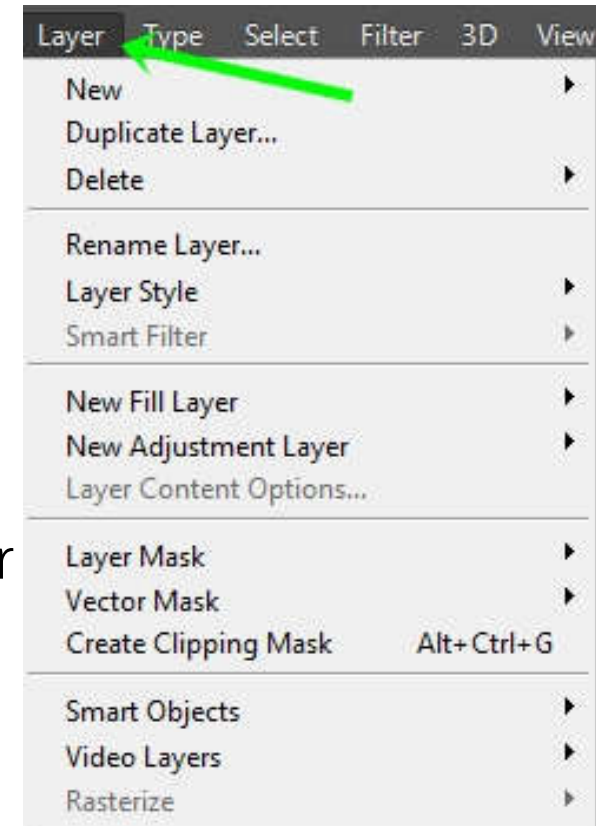 Layer Type Select Filter 3D View
New
Duplicate Layer...
Delete
Rename Layer...
Layer Style
Smart Filter
New Fill Layer
New Adjustment Layer
Layer Content Options...
r
Layer Mask
Vector Mask
Create Clipping Mask Alt+Ctrl+G
Smart Objects
Video Layers
Rasterize